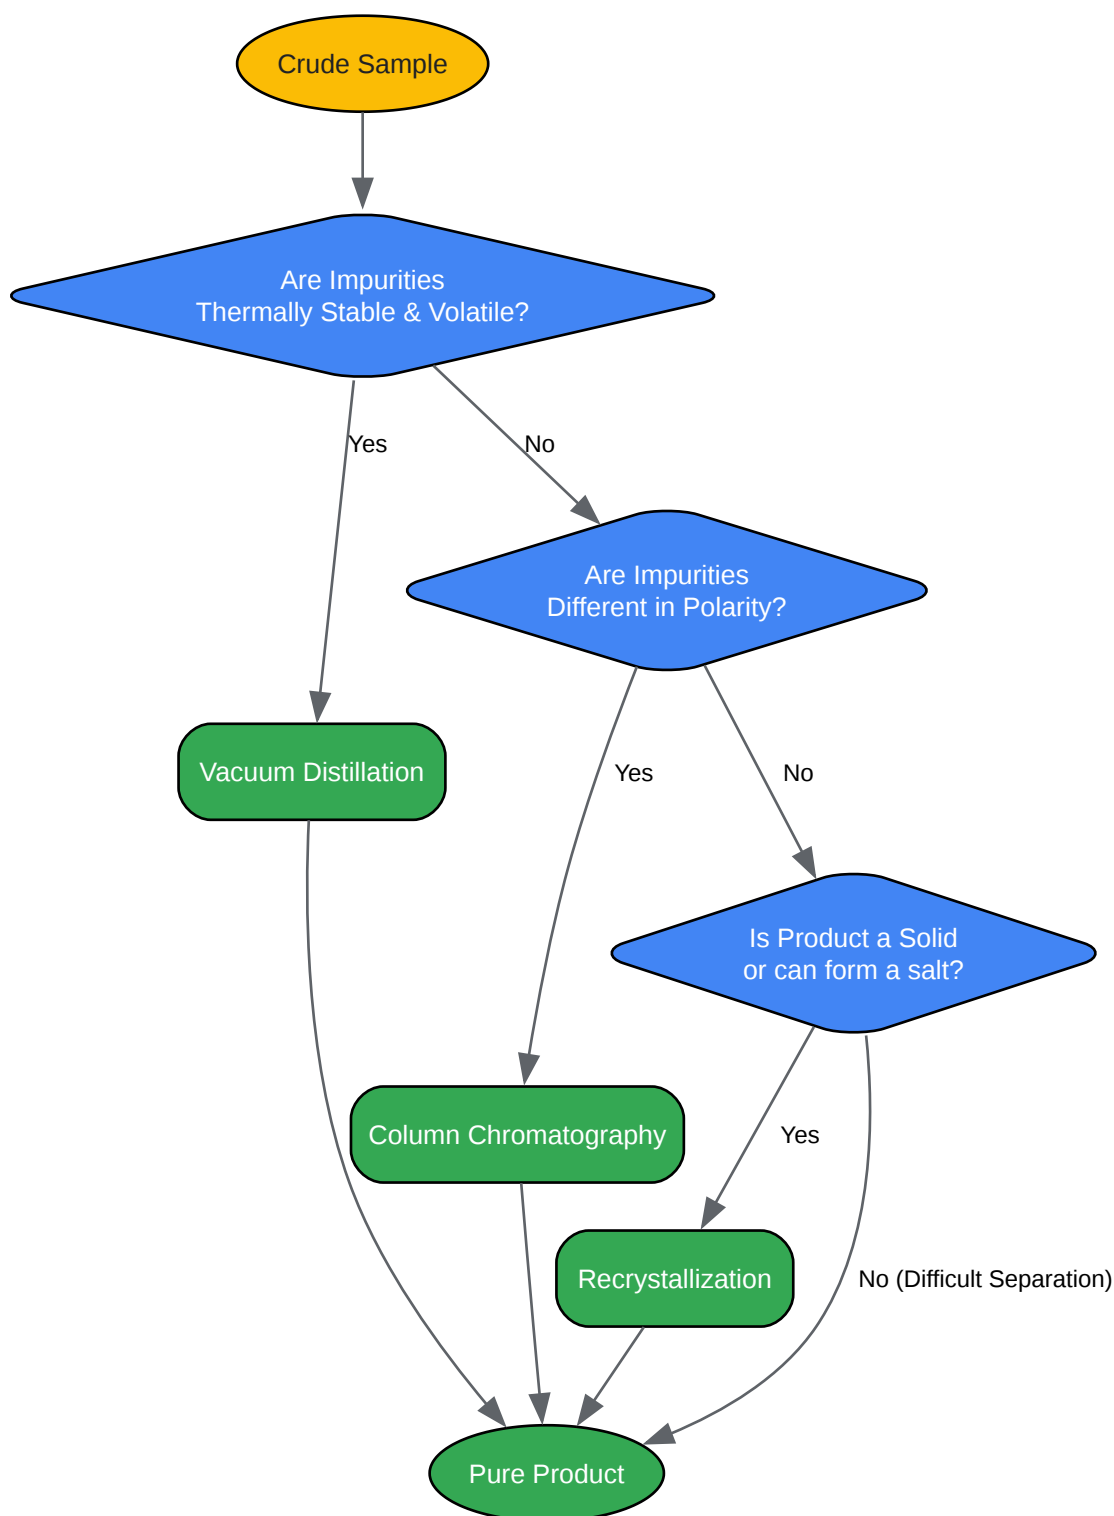 Crude Sample
Are Impurities
Thermally Stable & Volatile?
Yes
No
Are Impurities
Different in Polarity?
Vacuum Distillation
Yes
No
Is Product a Solid
or can form a salt?
Column Chromatography
Yes
Recrystallization
No (Difficult Separation)
Pure Product